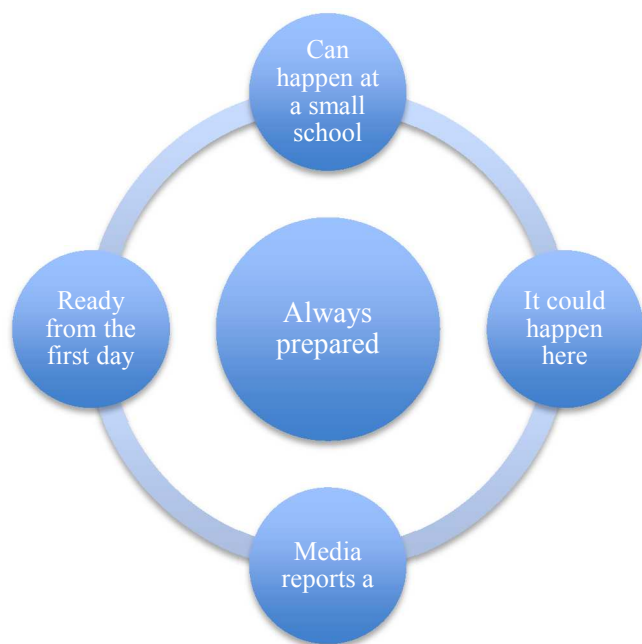 Can
happen at
a small
school
Ready
from the
first day
Always
prepared
It could
happen
here
Media
reports a